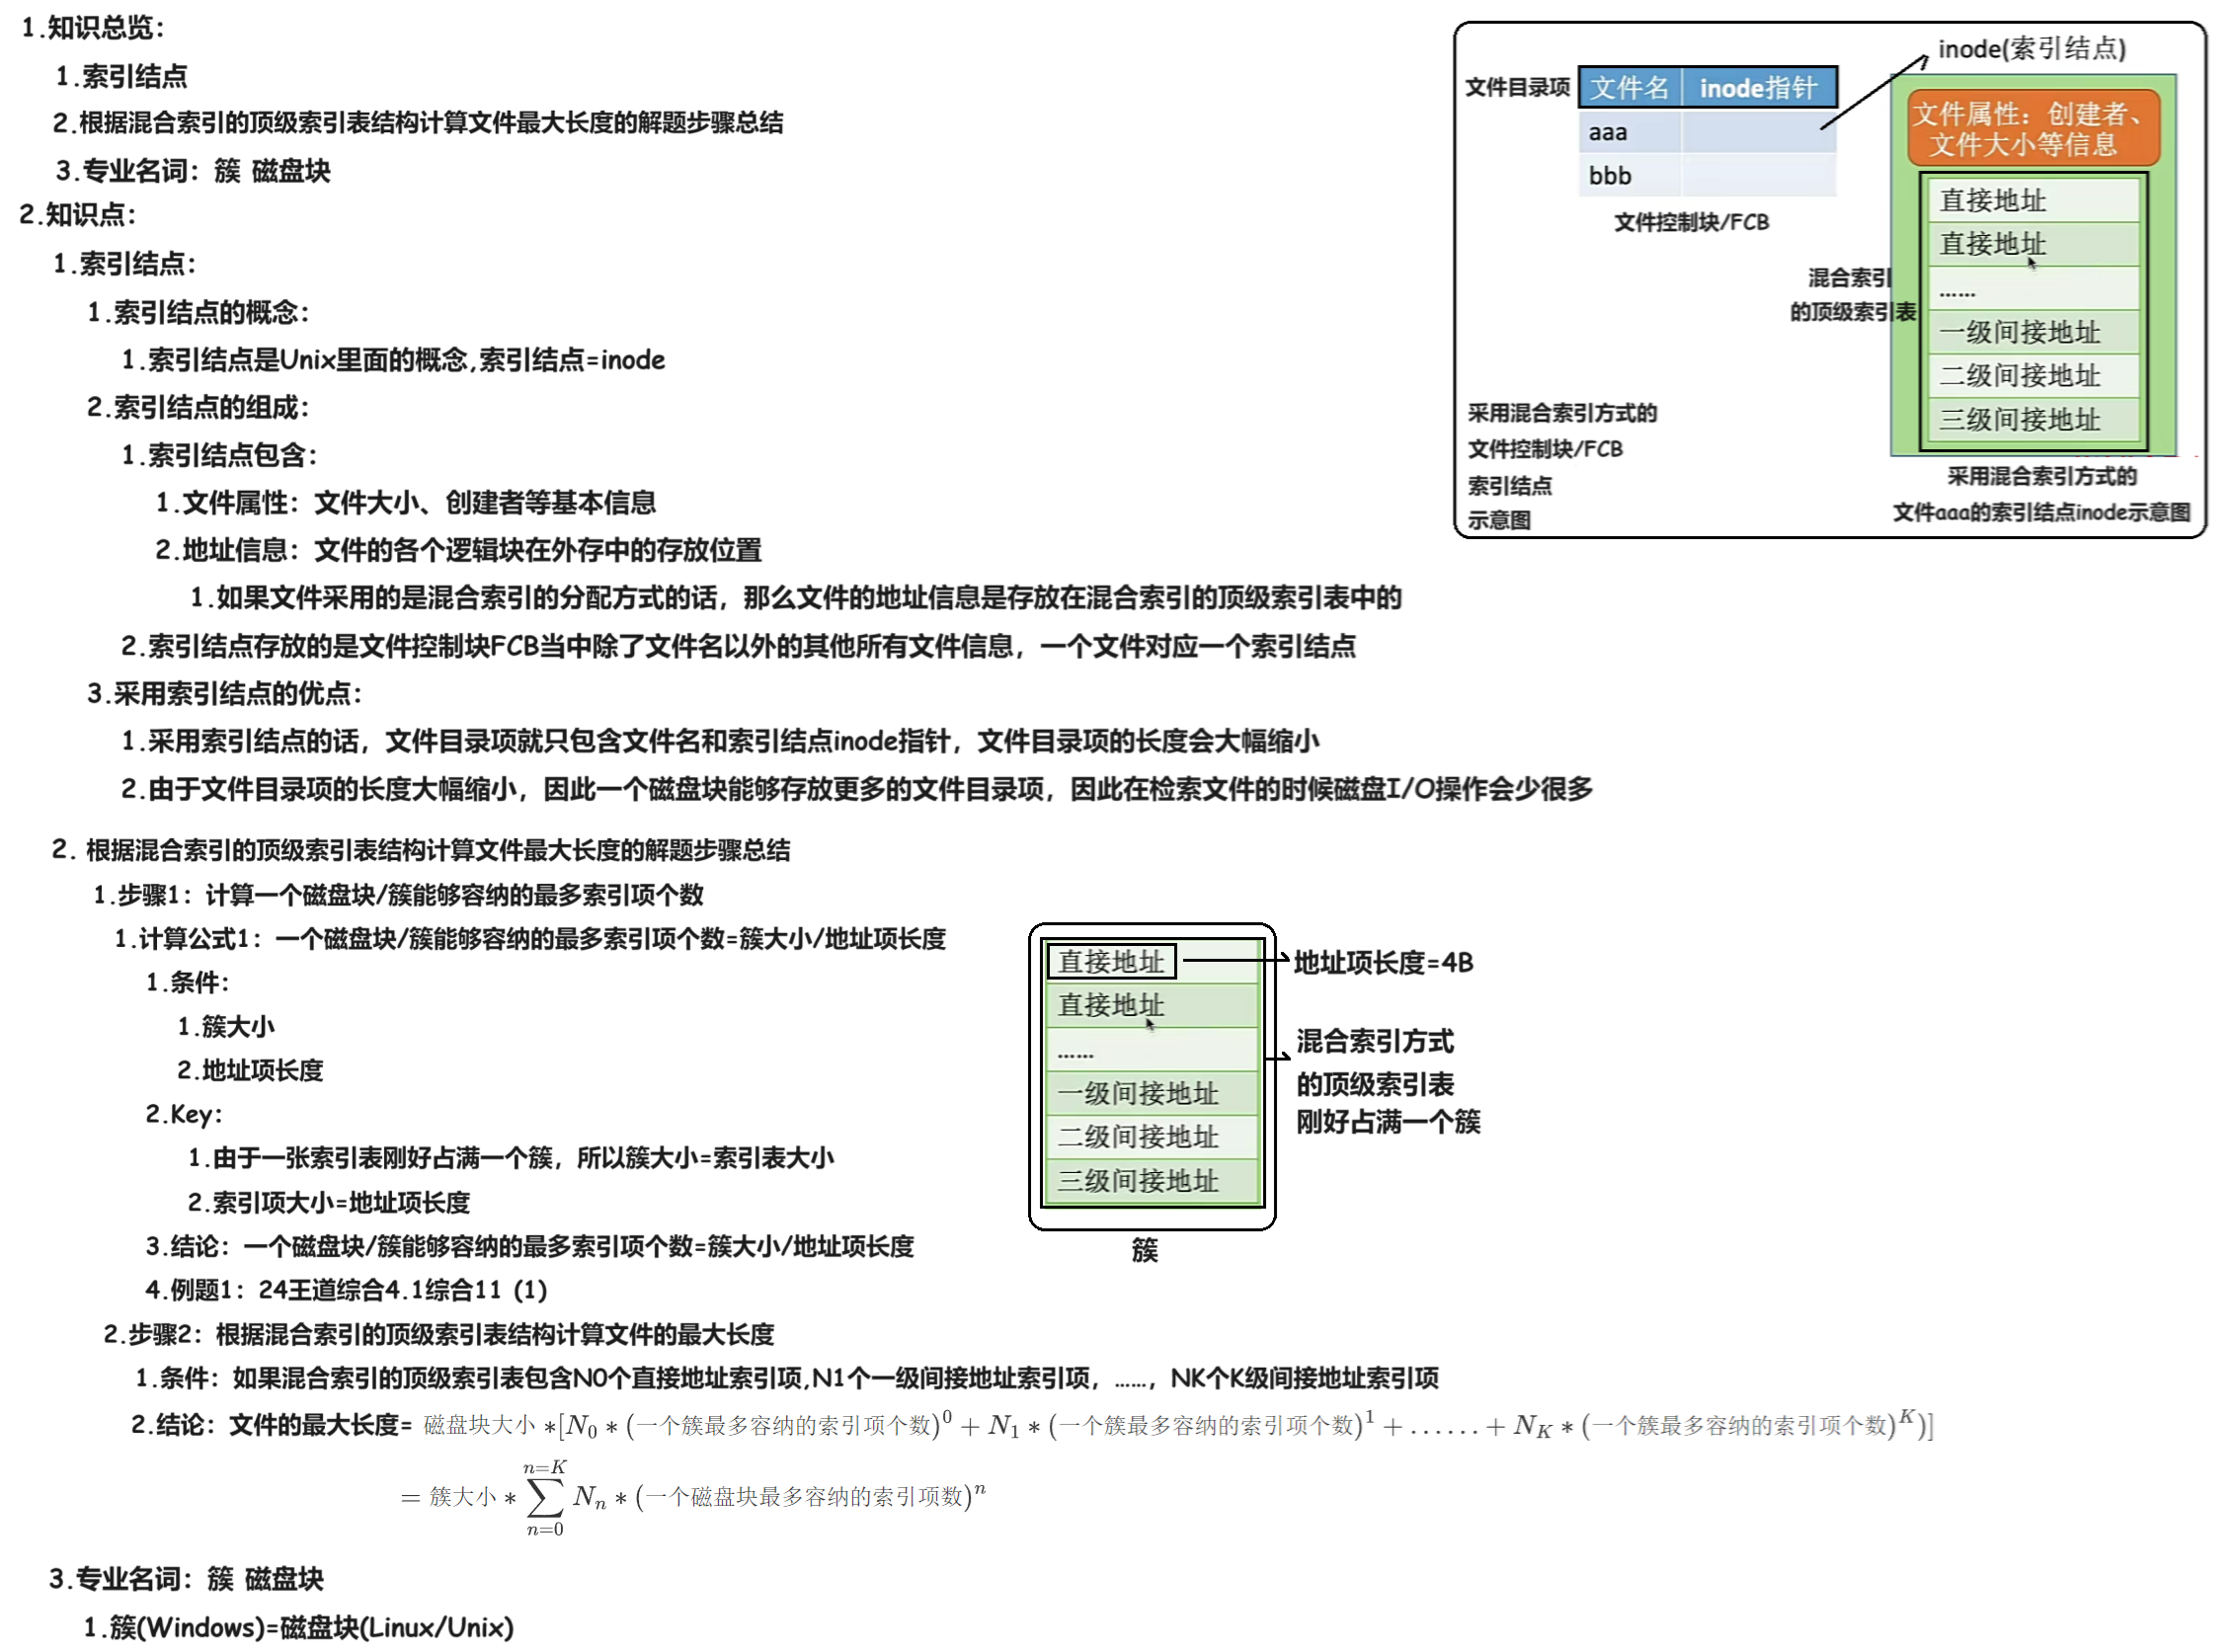 1.知识总览：
1.索引结点
2.根据混合索引的顶级索引表结构计算文件最大长度的解题步骤总结
3.专业名词：簇 磁盘块
2.知识点：
1.索引结点：
1.索引结点的概念：
1.索引结点是Unix里面的概念,索引结点=inode
2.索引结点的组成：
1.索引结点包含：
1.文件属性：文件大小、创建者等基本信息
2.地址信息：文件的各个逻辑块在外存中的存放位置
1.如果文件采用的是混合索引的分配方式的话，那么文件的地址信息是存放在混合索引的顶级索引表中的
2.索引结点存放的是文件控制块FCB当中除了文件名以外的其他所有文件信息，一个文件对应一个索引结点
3.采用索引结点的优点：
1.采用索引结点的话，文件目录项就只包含文件名和索引结点inode指针，文件目录项的长度会大幅缩小
2.由于文件目录项的长度大幅缩小，因此一个磁盘块能够存放更多的文件目录项，因此在检索文件的时候磁盘I/O操作会少很多
inode(索引结点)
文件目录项 文件名 inode指针
aaa
bbb
文件控制块/FCB
文件属性：创建者、
文件大小等信息
直接地址
直接地址
……
一级间接地址
二级间接地址
三级间接地址
混合索引
的顶级索引表
采用混合索引方式的
文件控制块/FCB
索引结点
示意图
采用混合索引方式的
文件aaa的索引结点inode示意图
2. 根据混合索引的顶级索引表结构计算文件最大长度的解题步骤总结
1.步骤1：计算一个磁盘块/簇能够容纳的最多索引项个数
1.计算公式1：一个磁盘块/簇能够容纳的最多索引项个数=簇大小/地址项长度
1.条件：
1.簇大小
2.地址项长度
2.Key：
1.由于一张索引表刚好占满一个簇，所以簇大小=索引表大小
2.索引项大小=地址项长度
3.结论：一个磁盘块/簇能够容纳的最多索引项个数=簇大小/地址项长度
4.例题1：24王道综合4.1综合11 (1)
直接地址
直接地址
……
一级间接地址
二级间接地址
三级间接地址
簇
地址项长度=4B
混合索引方式
的顶级索引表
刚好占满一个簇
2.步骤2：根据混合索引的顶级索引表结构计算文件的最大长度
1.条件：如果混合索引的顶级索引表包含N0个直接地址索引项,N1个一级间接地址索引项，……，NK个K级间接地址索引项
2.结论：文件的最大长度= 磁盘块大小 *[N_0 * (一个簇最多容纳的索引项个数)^0 + N_1 * (一个簇最多容纳的索引项个数)^1 + ...... + N_K * (一个簇最多容纳的索引项个数)^K)]
= 簇大小 * ∑_{n=0}^{n=K} N_n * (一个磁盘块最多容纳的索引项数)^n
3.专业名词：簇 磁盘块
1.簇(Windows)=磁盘块(Linux/Unix)